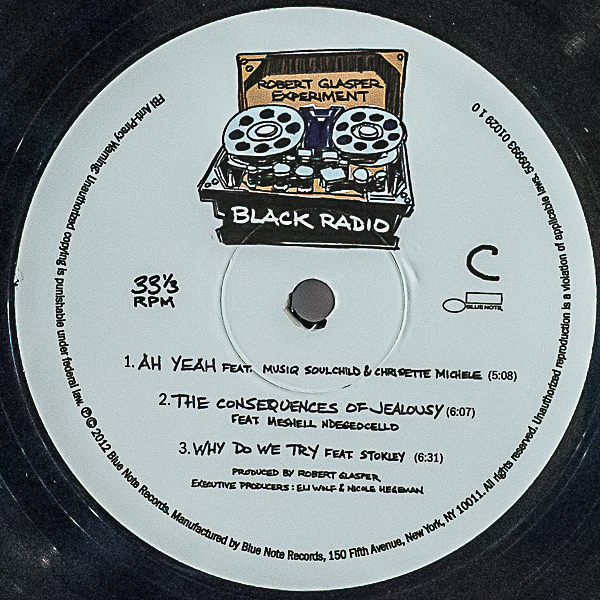 ROBERT GLASPER
EXPERIMENT
BLACK RADIO
33⅓
RPM
C
BLUE NOTE
1. AH YEAH FEAT. MUSIQ SOULCHILD & CHRISETTE MICHELE (5:08)
2. THE CONSEQUENCES OF JEALOUSY (6:07)
FEAT MESHELL NDEGEOCELLO
3. WHY DO WE TRY FEAT STOKLEY (6:31)
PRODUCED BY ROBERT GLASPER
EXECUTIVE PRODUCERS : ELI WOLF & NICOLE HEGEMAN
FBI Anti-Piracy Warning: Unauthorized copying is punishable under federal law. ℗ © 2012 Blue Note Records. Manufactured by Blue Note Records, 150 Fifth Avenue, New York, NY 10011. All rights reserved. Unauthorized reproduction is a violation of applicable laws. 509993 01029 1 0